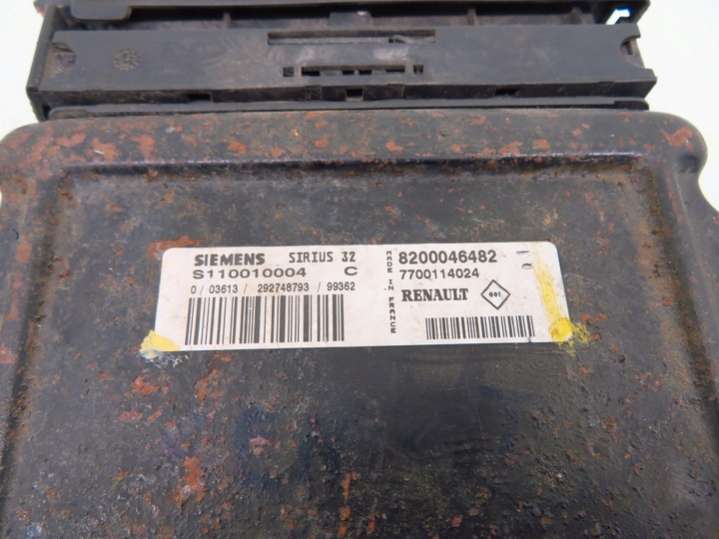 SIEMENS SIRIUS 32
S110010004 C
0 / 03613 / 292748793 / 99362
MADE IN FRANCE
8200046482
7700114024
RENAULT